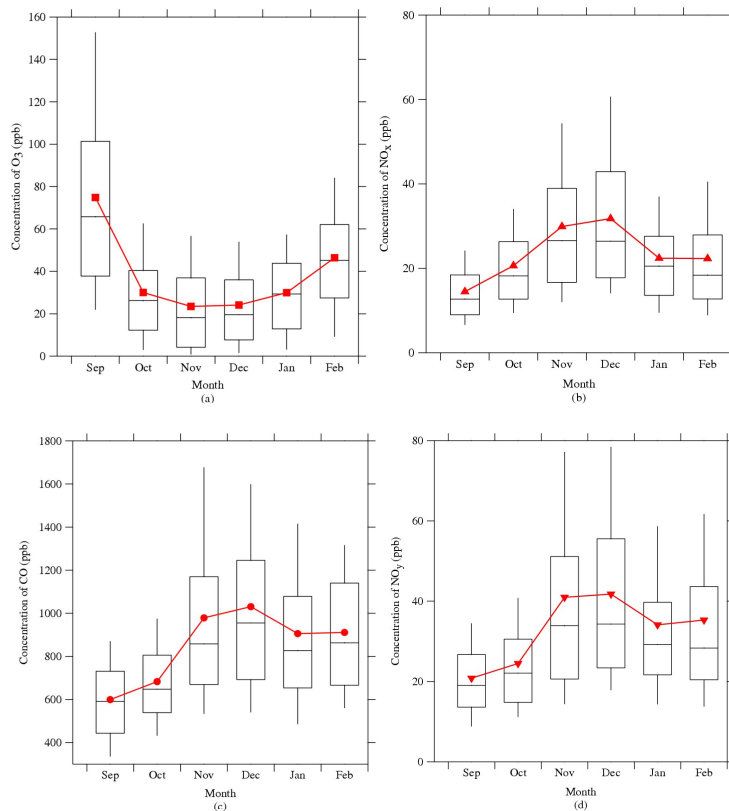 160
140
120
100
80
60
40
20
0
Concentration of O3 (ppb)
Sep Oct Nov Dec Jan Feb
Month
(a)
80
60
40
20
0
Concentration of NOx (ppb)
Sep Oct Nov Dec Jan Feb
Month
(b)
1800
1600
1400
1200
1000
800
600
400
Concentration of CO (ppb)
Sep Oct Nov Dec Jan Feb
Month
(c)
80
60
40
20
0
Concentration of NOy (ppb)
Sep Oct Nov Dec Jan Feb
Month
(d)